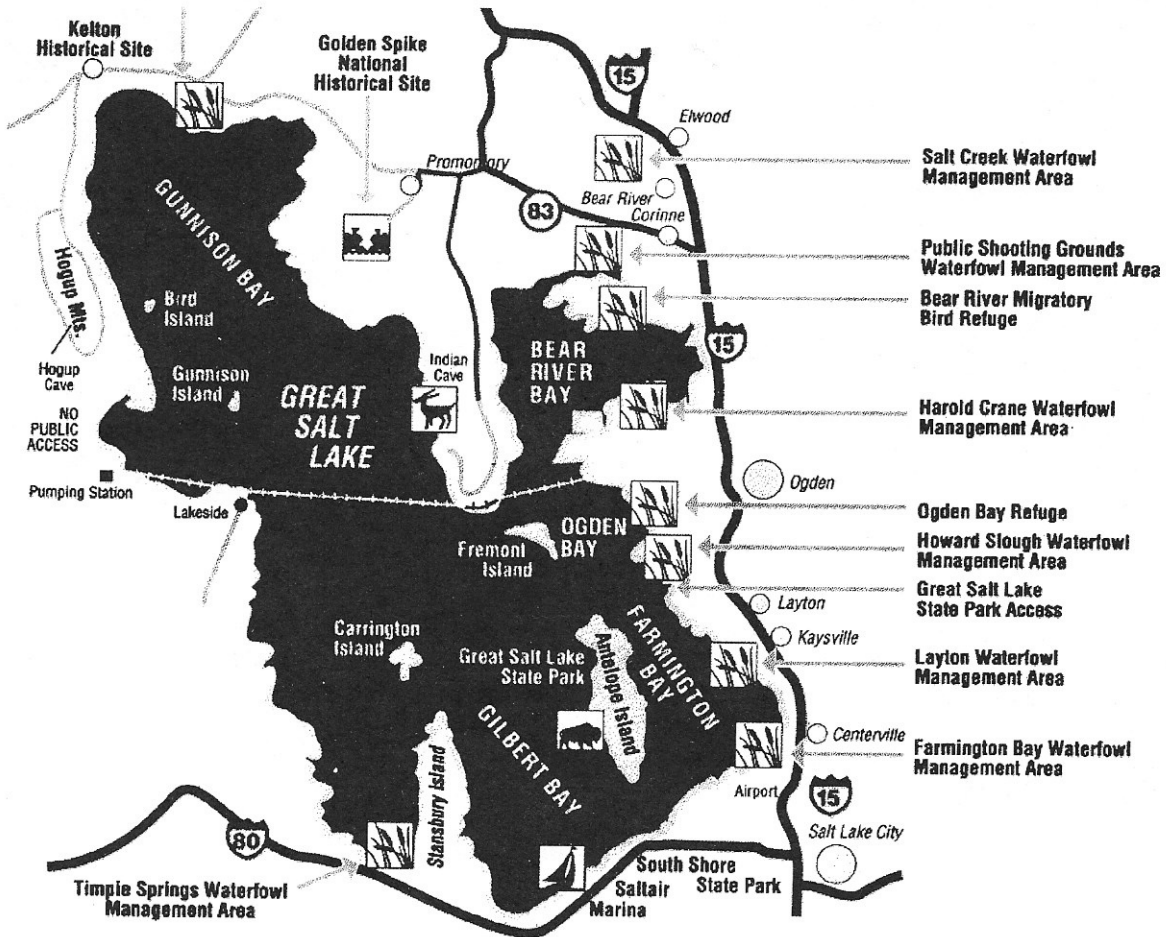 Kelton
Historical Site
Golden Spike
National
Historical Site
15
Elwood
Salt Creek Waterfowl
Management Area
Promontory
Bear River
Corinne
83
Public Shooting Grounds
Waterfowl Management Area
Bear River Migratory
Bird Refuge
GUNNISON BAY
Hogup Mts.
Bird
Island
15
BEAR
RIVER
BAY
Hogup
Cave
Gunnison
Island
Indian
Cave
GREAT
SALT
LAKE
NO
PUBLIC
ACCESS
Harold Crane Waterfowl
Management Area
Pumping Station
Lakeside
Ogden
OGDEN
BAY
Fremont
Island
Ogden Bay Refuge
Howard Slough Waterfowl
Management Area
Great Salt Lake
State Park Access
Layton
Kaysville
Carrington
Island
Great Salt Lake
State Park
Antelope Island
FARMINGTON
BAY
Layton Waterfowl
Management Area
GILBERT BAY
Stansbury Island
Centerville
Farmington Bay Waterfowl
Management Area
Airport
15
Salt Lake City
80
South Shore
State Park
Saltair
Marina
Timpie Springs Waterfowl
Management Area